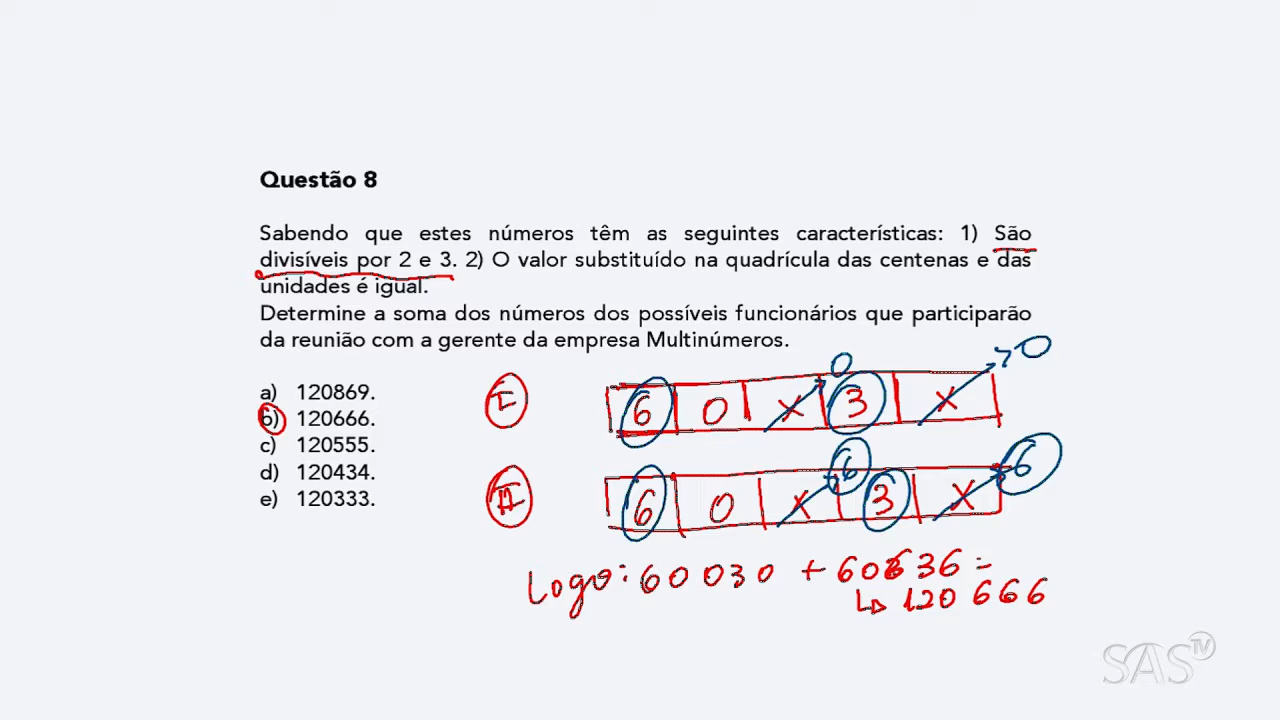 Questão 8
Sabendo que estes números têm as seguintes características: 1) São
divisíveis por 2 e 3. 2) O valor substituído na quadrícula das centenas e das
unidades é igual.
Determine a soma dos números dos possíveis funcionários que participarão
da reunião com a gerente da empresa Multinúmeros.
a) 120869.
b) 120666.
c) 120555.
d) 120434.
e) 120333.
0 0
I 6 0 x 3 x
6 6
II 6 0 x 3 x
Logo: 60030 + 60636 =
↳ 120 666
SAS TV